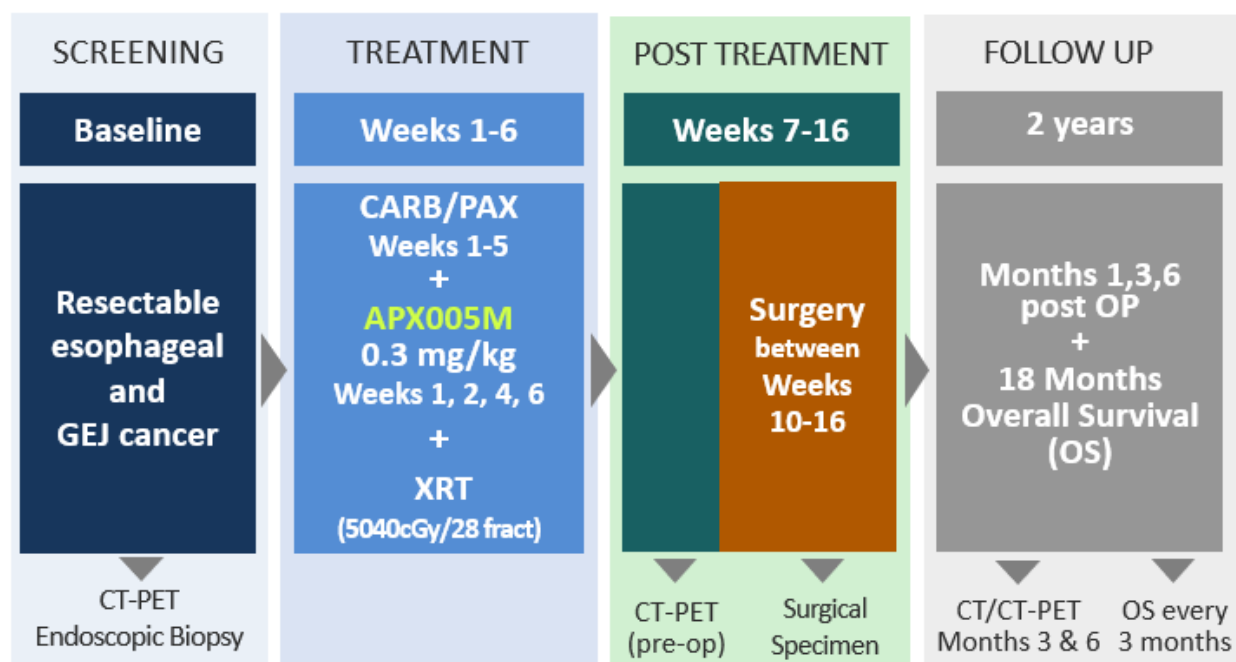 SCREENING
Baseline
Resectable
esophageal
and
GEJ cancer
CT-PET
Endoscopic Biopsy
TREATMENT
Weeks 1-6
CARB/PAX
Weeks 1-5
+
APX005M
0.3 mg/kg
Weeks 1, 2, 4, 6
+
XRT
(5040cGy/28 fract)
POST TREATMENT
Weeks 7-16
Surgery
between
Weeks
10-16
CT-PET
(pre-op)
Surgical
Specimen
FOLLOW UP
2 years
Months 1,3,6
post OP
+
18 Months
Overall Survival
(OS)
CT/CT-PET
Months 3 & 6
OS every
3 months